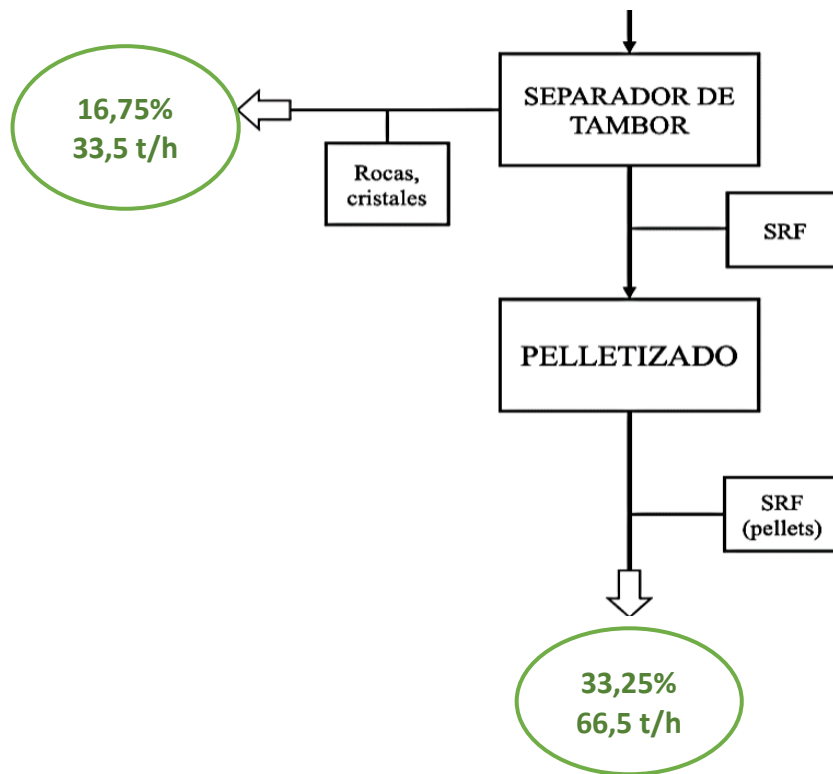 SEPARADOR DE
TAMBOR
16,75%
33,5 t/h
Rocas,
cristales
SRF
PELLETIZADO
SRF
(pellets)
33,25%
66,5 t/h